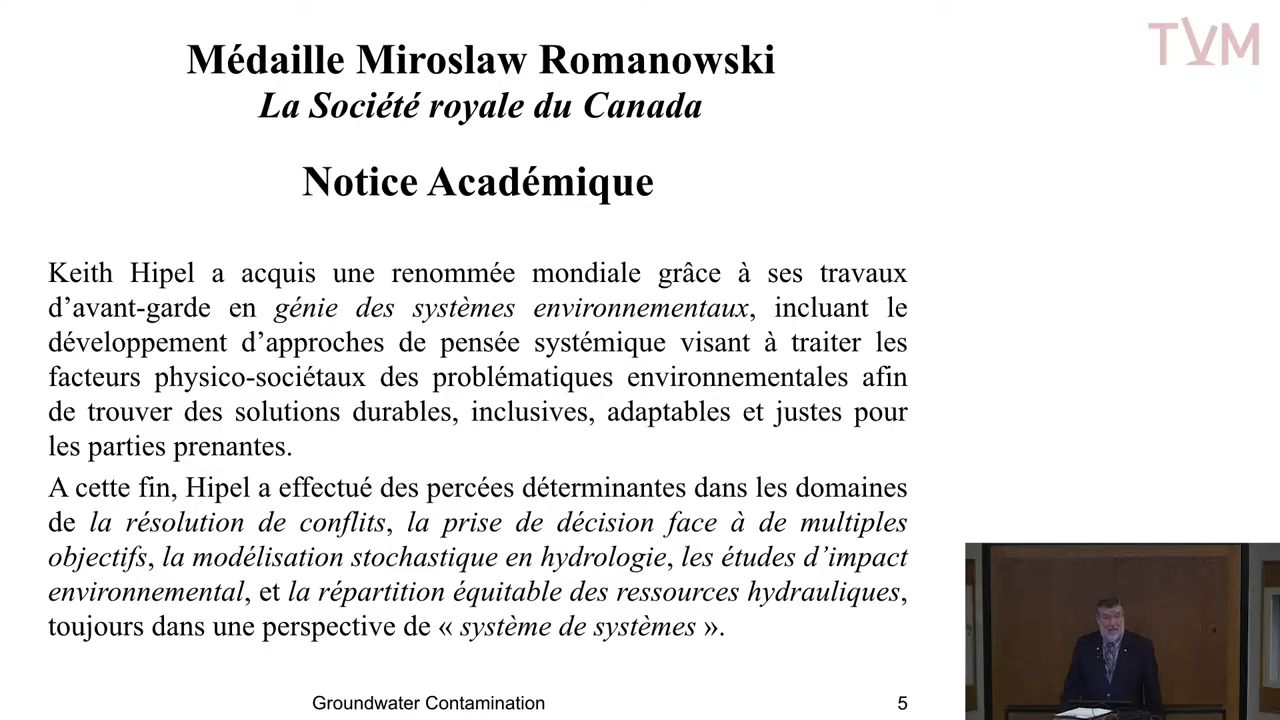 TVM
Médaille Miroslaw Romanowski
La Société royale du Canada
Notice Académique
Keith Hipel a acquis une renommée mondiale grâce à ses travaux
d’avant-garde en génie des systèmes environnementaux, incluant le
développement d’approches de pensée systémique visant à traiter les
facteurs physico-sociétaux des problématiques environnementales afin
de trouver des solutions durables, inclusives, adaptables et justes pour
les parties prenantes.
A cette fin, Hipel a effectué des percées déterminantes dans les domaines
de la résolution de conflits, la prise de décision face à de multiples
objectifs, la modélisation stochastique en hydrologie, les études d’impact
environnemental, et la répartition équitable des ressources hydrauliques,
toujours dans une perspective de « système de systèmes ».
Groundwater Contamination
5